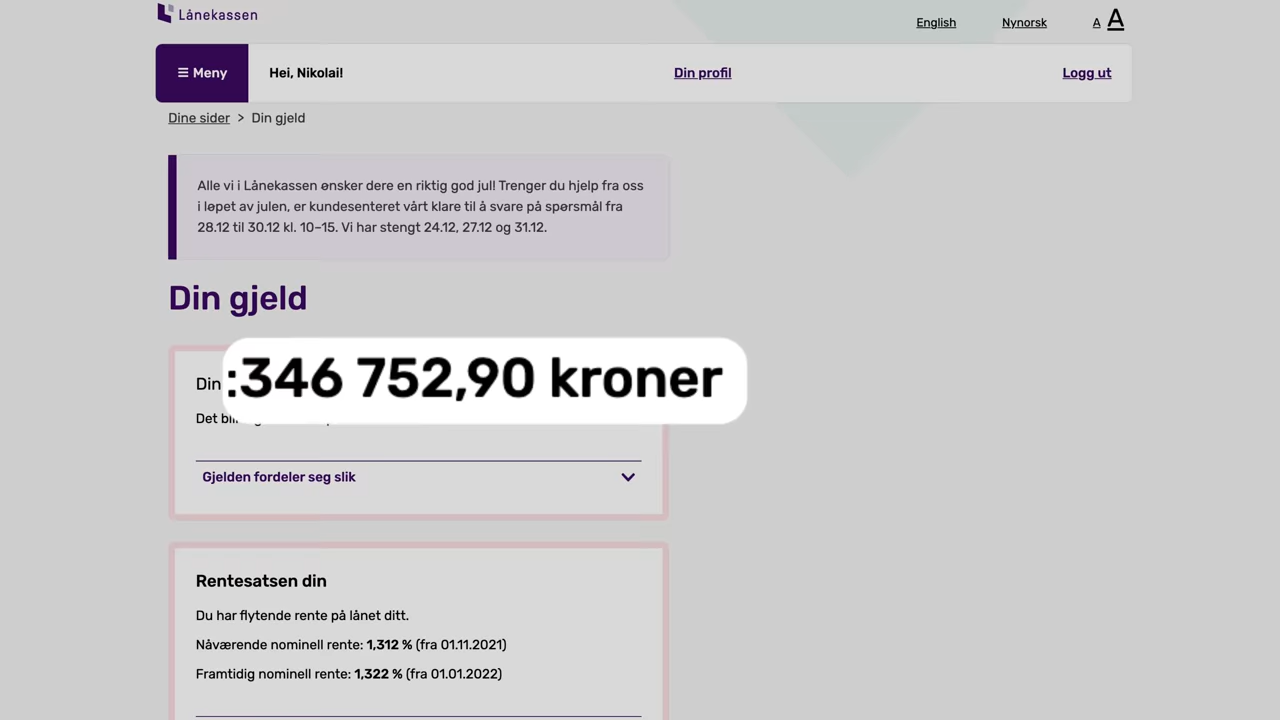 Lånekassen
English Nynorsk A A
☰ Meny Hei, Nikolai! Din profil Logg ut
Dine sider > Din gjeld
Alle vi i Lånekassen ønsker dere en riktig god jul! Trenger du hjelp fra oss
i løpet av julen, er kundesenteret vårt klare til å svare på spørsmål fra
28.12 til 30.12 kl. 10–15. Vi har stengt 24.12, 27.12 og 31.12.
Din gjeld
Din :346 752,90 kroner
Det
Gjelden fordeler seg slik
Rentesatsen din
Du har flytende rente på lånet ditt.
Nåværende nominell rente: 1,312 % (fra 01.11.2021)
Framtidig nominell rente: 1,322 % (fra 01.01.2022)